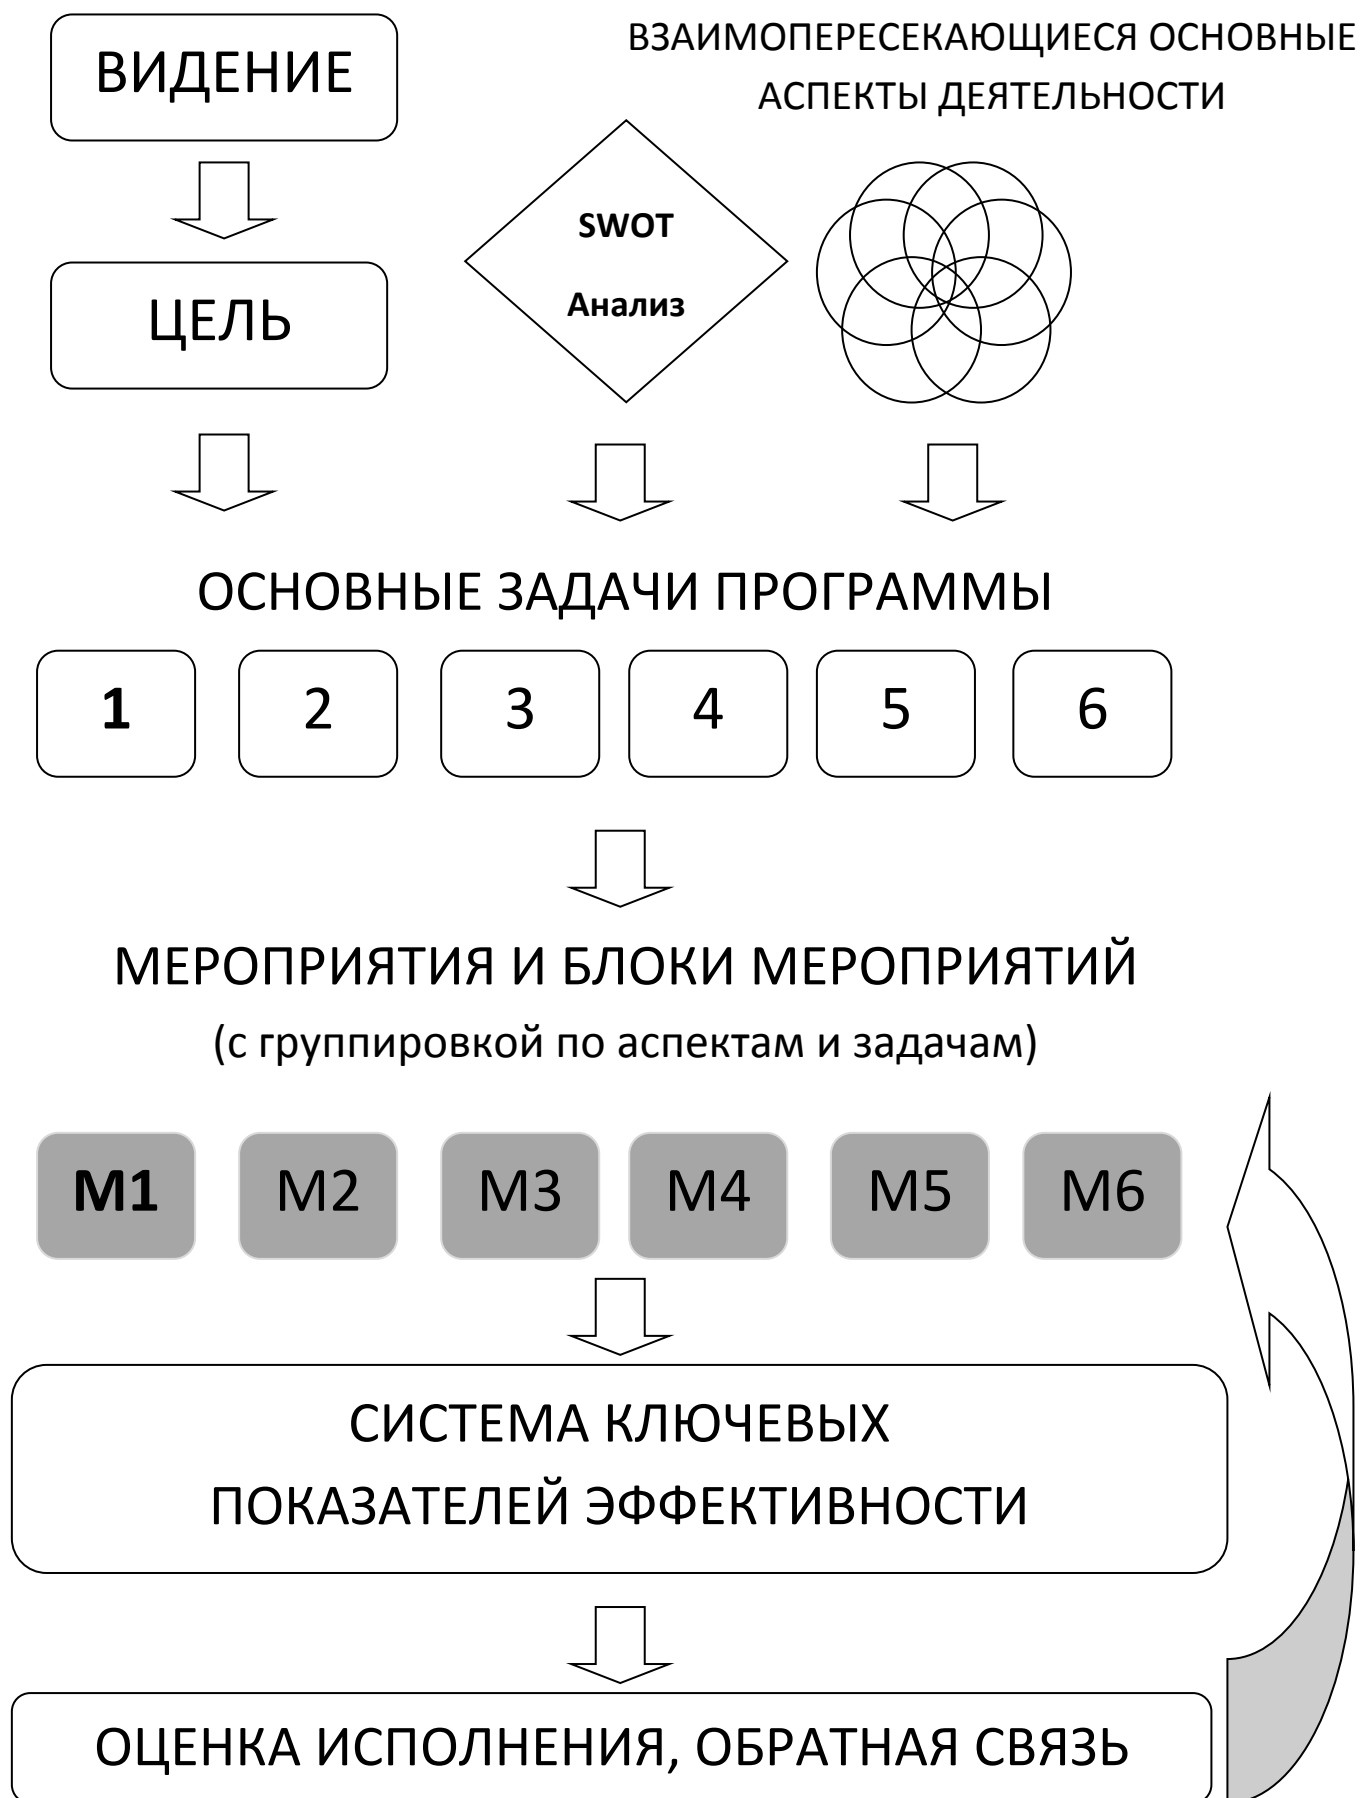 ВИДЕНИЕ
ВЗАИМОПЕРЕСЕКАЮЩИЕСЯ ОСНОВНЫЕ
АСПЕКТЫ ДЕЯТЕЛЬНОСТИ
SWOT
Анализ
ЦЕЛЬ
ОСНОВНЫЕ ЗАДАЧИ ПРОГРАММЫ
1 2 3 4 5 6
МЕРОПРИЯТИЯ И БЛОКИ МЕРОПРИЯТИЙ
(с группировкой по аспектам и задачам)
М1 М2 М3 М4 М5 М6
СИСТЕМА КЛЮЧЕВЫХ
ПОКАЗАТЕЛЕЙ ЭФФЕКТИВНОСТИ
ОЦЕНКА ИСПОЛНЕНИЯ, ОБРАТНАЯ СВЯЗЬ